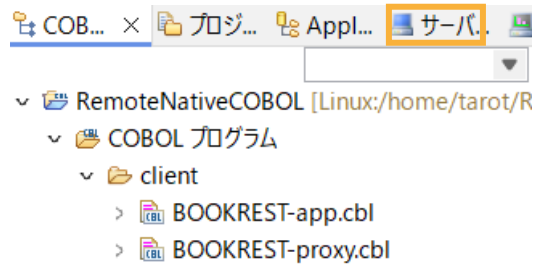 COB... プロジ... Appl... サーバ...
RemoteNativeCOBOL [Linux:/home/tarot/R
COBOL プログラム
client
BOOKREST-app.cbl
BOOKREST-proxy.cbl